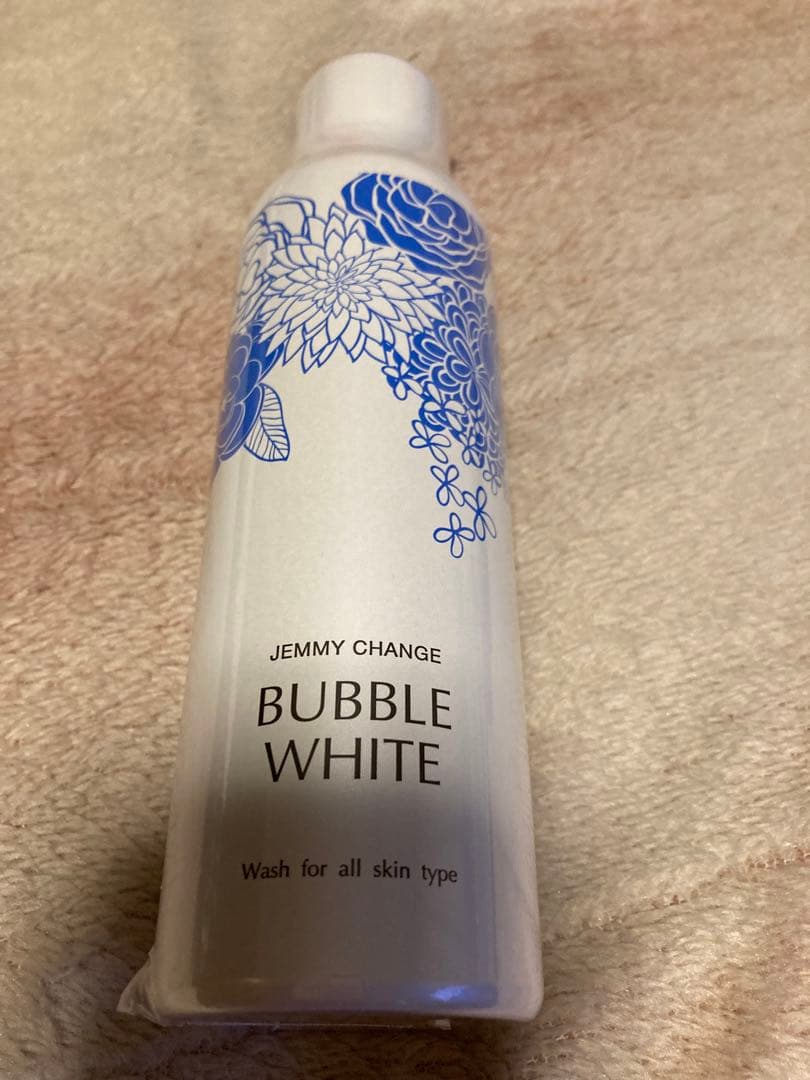 JEMMY CHANGE
BUBBLE
WHITE
Wash for all skin type